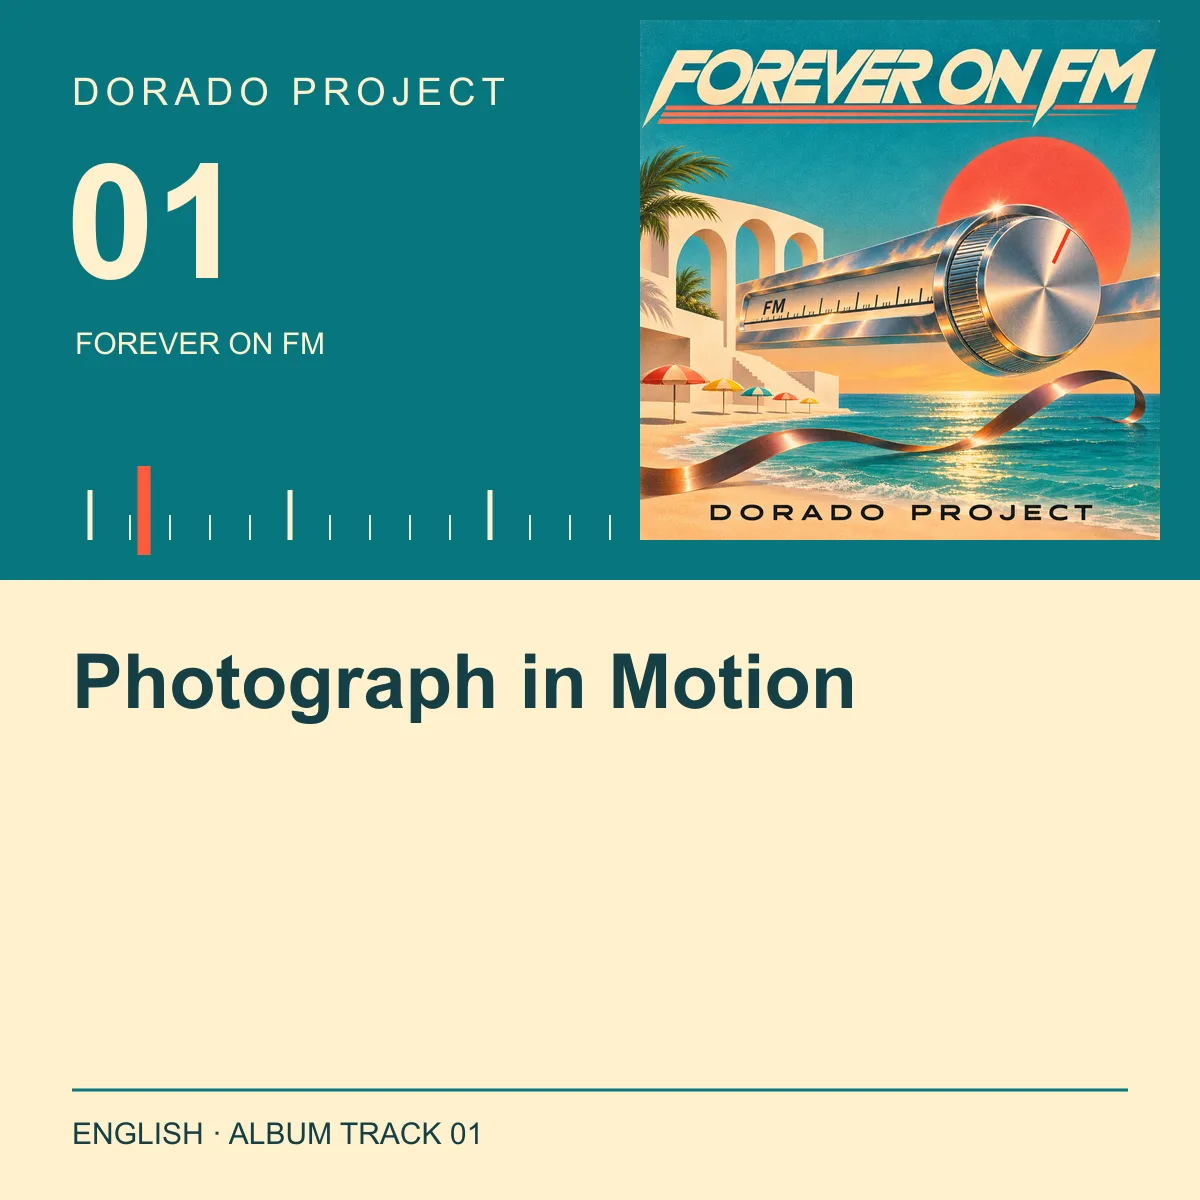 DORADO PROJECT
01
FOREVER ON FM
FOREVER ON FM
FM
DORADO PROJECT
Photograph in Motion
ENGLISH · ALBUM TRACK 01